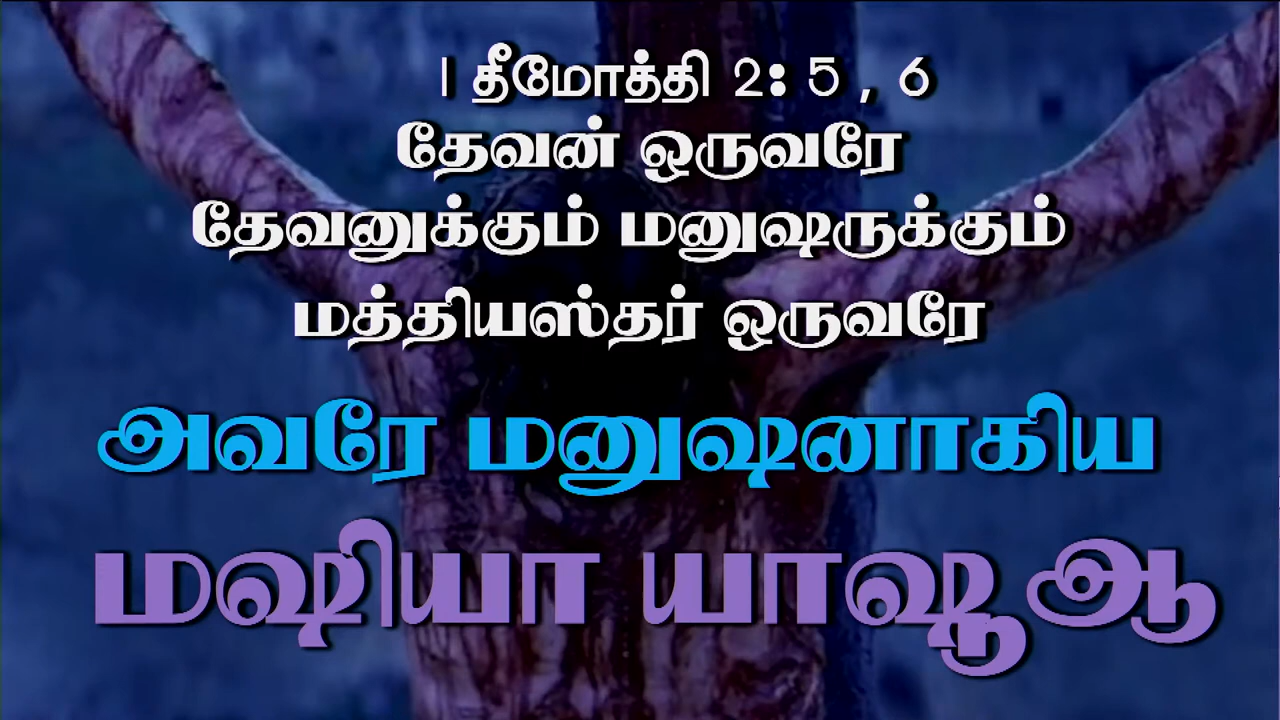 I தீமோத்தி 2: 5 , 6
தேவன் ஒருவரே
தேவனுக்கும் மனுஷருக்கும்
மத்தியஸ்தர் ஒருவரே
அவரே மனுஷனாகிய
மஷியா யாஷூஆ